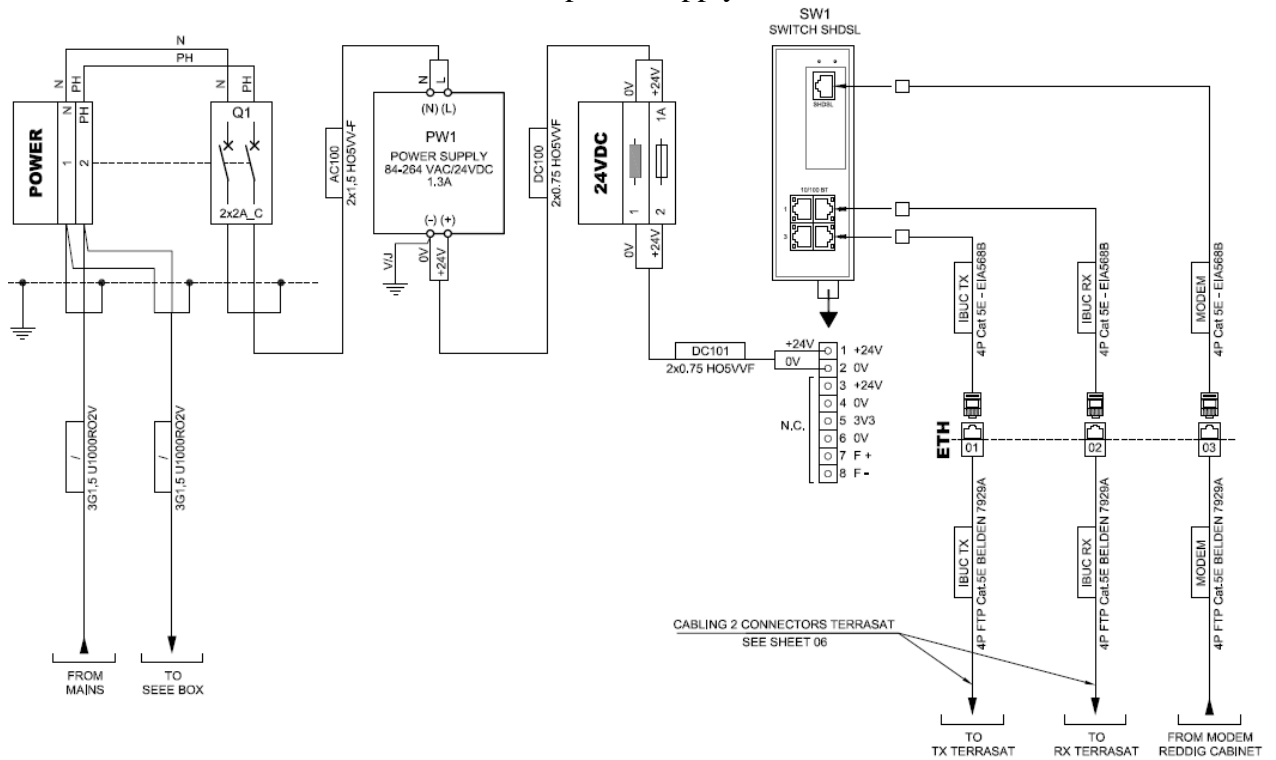 power supply
SW1
SWITCH SHDSL
N
PH
N
PH
N
PH
N
PH
POWER
1
2
Q1
2x2A_C
AC100
2x1,5 HO5VV-F
N
L
(N) (L)
PW1
POWER SUPPLY
84-264 VAC/24VDC
1.3A
(-) (+)
V/J
0V
+24V
DC100
2x0.75 HO5VVF
0V
+24V
24VDC
1A
1
2
0V
+24V
SHDSL
10/100 BT
1
3
DC101
2x0.75 HO5VVF
+24V
0V
1 +24V
2 0V
3 +24V
4 0V
5 3V3
6 0V
7 F +
8 F -
N.C.
IBUC TX
4P Cat 5E - EIA568B
IBUC RX
4P Cat 5E - EIA568B
MODEM
4P Cat 5E - EIA568B
ETH
01
02
03
/
3G1,5 U1000RO2V
/
3G1,5 U1000RO2V
IBUC TX
4P FTP Cat.5E BELDEN 7929A
IBUC RX
4P FTP Cat.5E BELDEN 7929A
MODEM
4P FTP Cat.5E BELDEN 7929A
CABLING 2 CONNECTORS TERRASAT
SEE SHEET 06
FROM
MAINS
TO
SEEE BOX
TO
TX TERRASAT
TO
RX TERRASAT
FROM MODEM
REDDIG CABINET